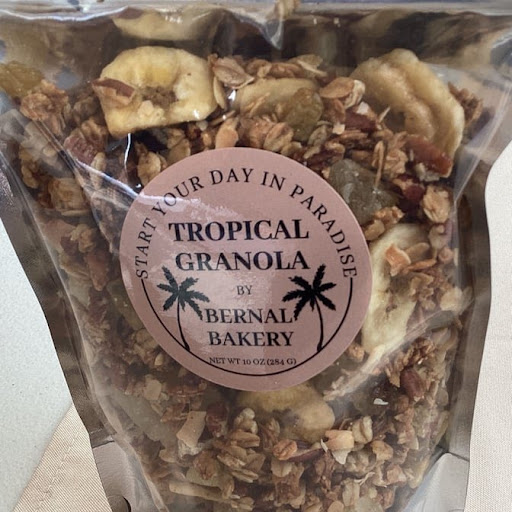 START YOUR DAY IN PARADISE
TROPICAL
GRANOLA
BY
BERNAL
BAKERY
NET WT 10 OZ (284 G)